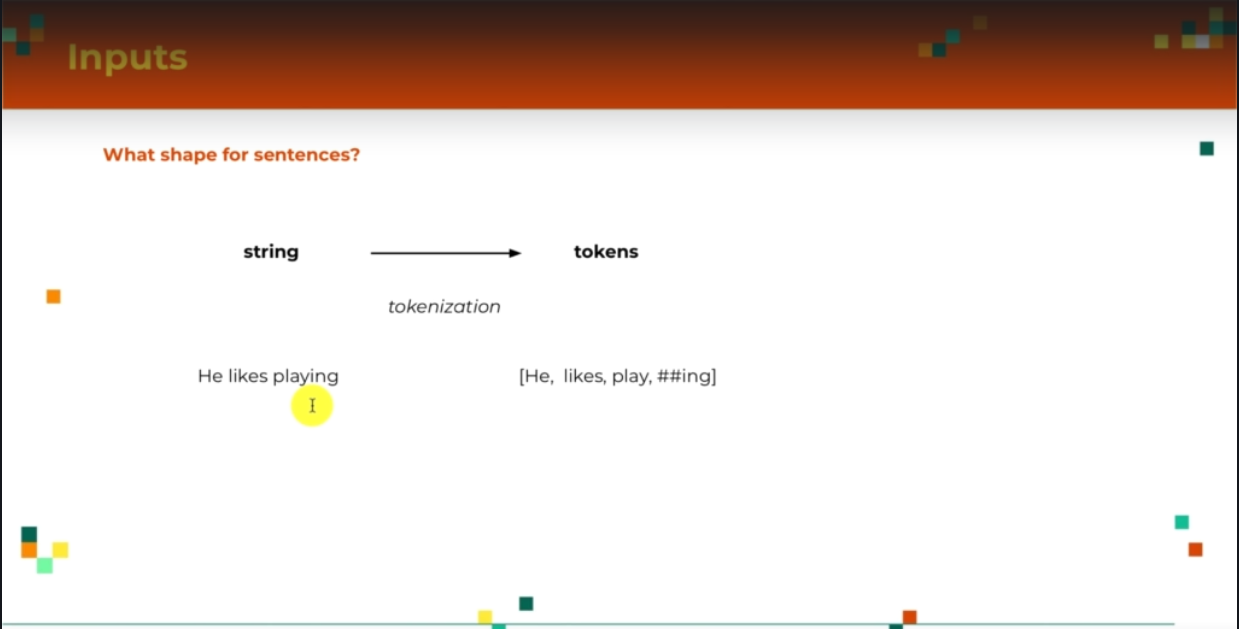 Inputs
What shape for sentences?
string tokens
tokenization
He likes playing [He, likes, play, ##ing]